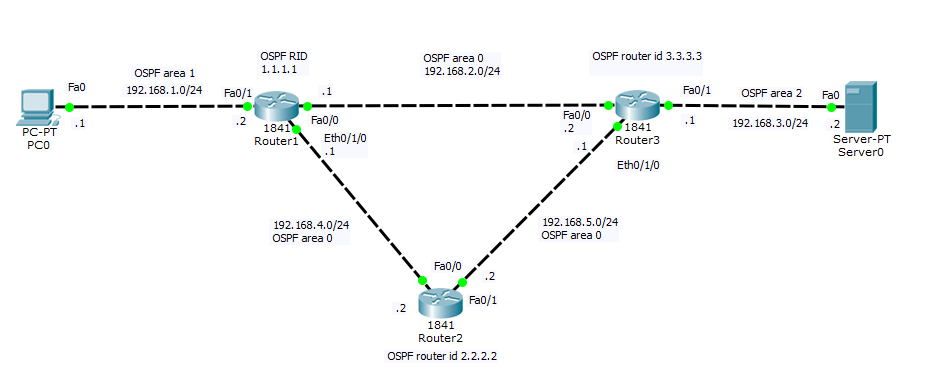 OSPF RID
1.1.1.1
OSPF area 0
192.168.2.0/24
OSPF router id 3.3.3.3
OSPF area 1
192.168.1.0/24
Fa0
.1
PC-PT
PC0
Fa0/1
.2
1841
Router1
.1
Fa0/0
Eth0/1/0
.1
Fa0/0
.2
.1
1841
Router3
Eth0/1/0
Fa0/1
.1
OSPF area 2
192.168.3.0/24
Fa0
.2
Server-PT
Server0
192.168.4.0/24
OSPF area 0
192.168.5.0/24
OSPF area 0
Fa0/0
.2
.2
Fa0/1
1841
Router2
OSPF router id 2.2.2.2